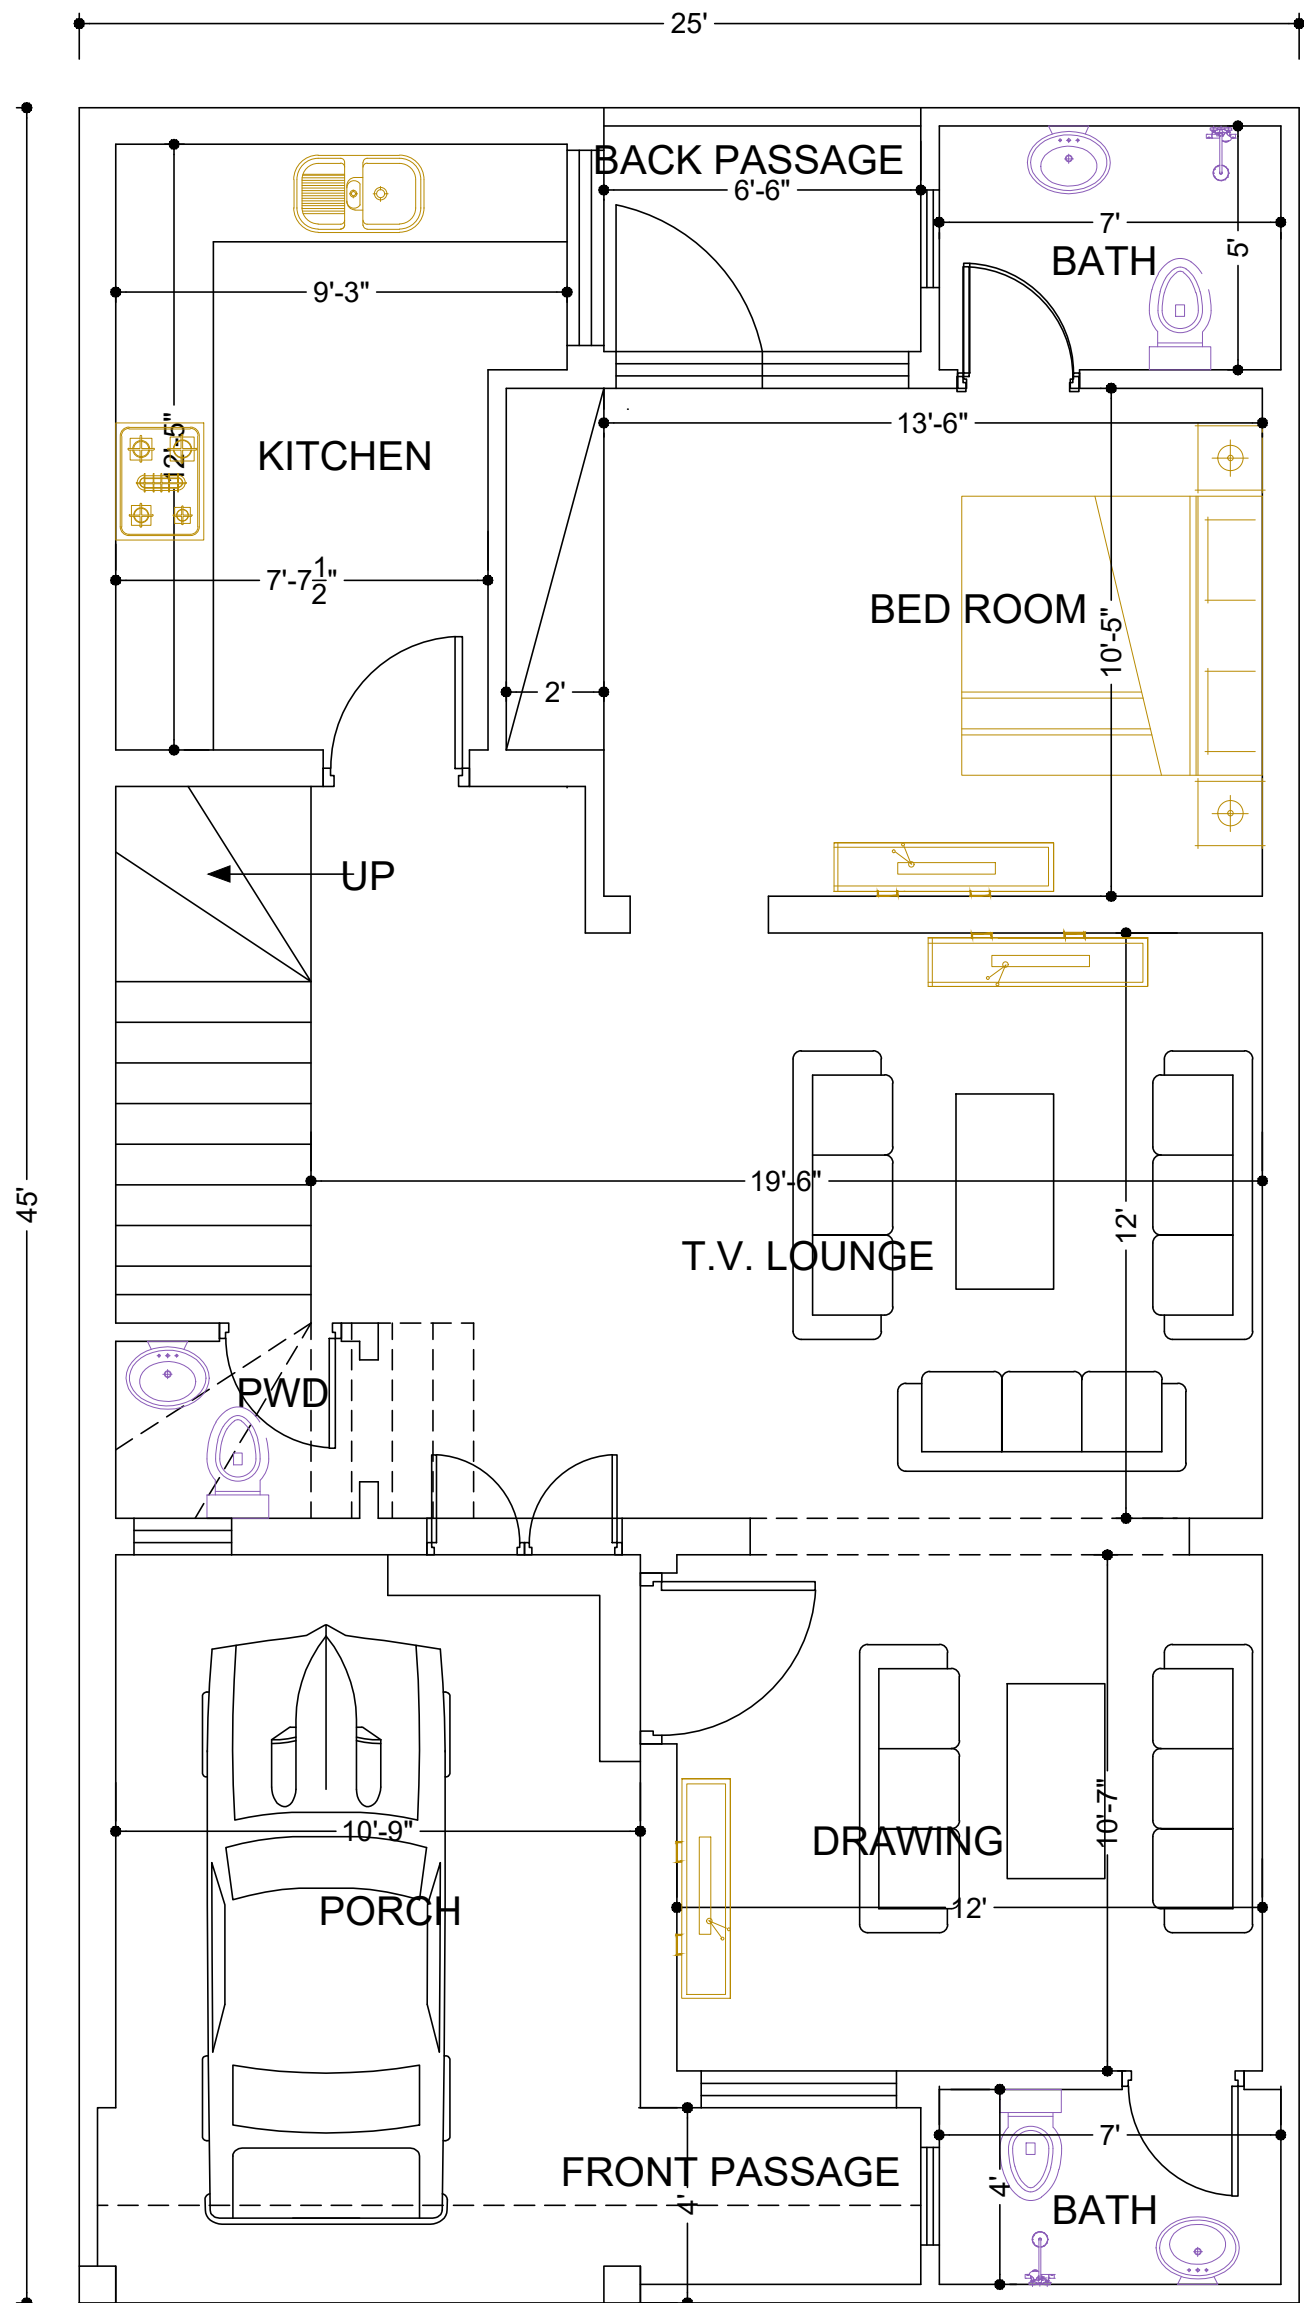 25'
BACK PASSAGE
6'-6"
7'
5'
BATH
9'-3"
13'-6"
12'-5"
KITCHEN
7'-7 1/2"
BED ROOM
10'-5"
2'
UP
45'
19'-6"
12'
T.V. LOUNGE
PWD
10'-9"
10'-7"
DRAWING
PORCH
12'
7'
FRONT PASSAGE
4'
4'
BATH